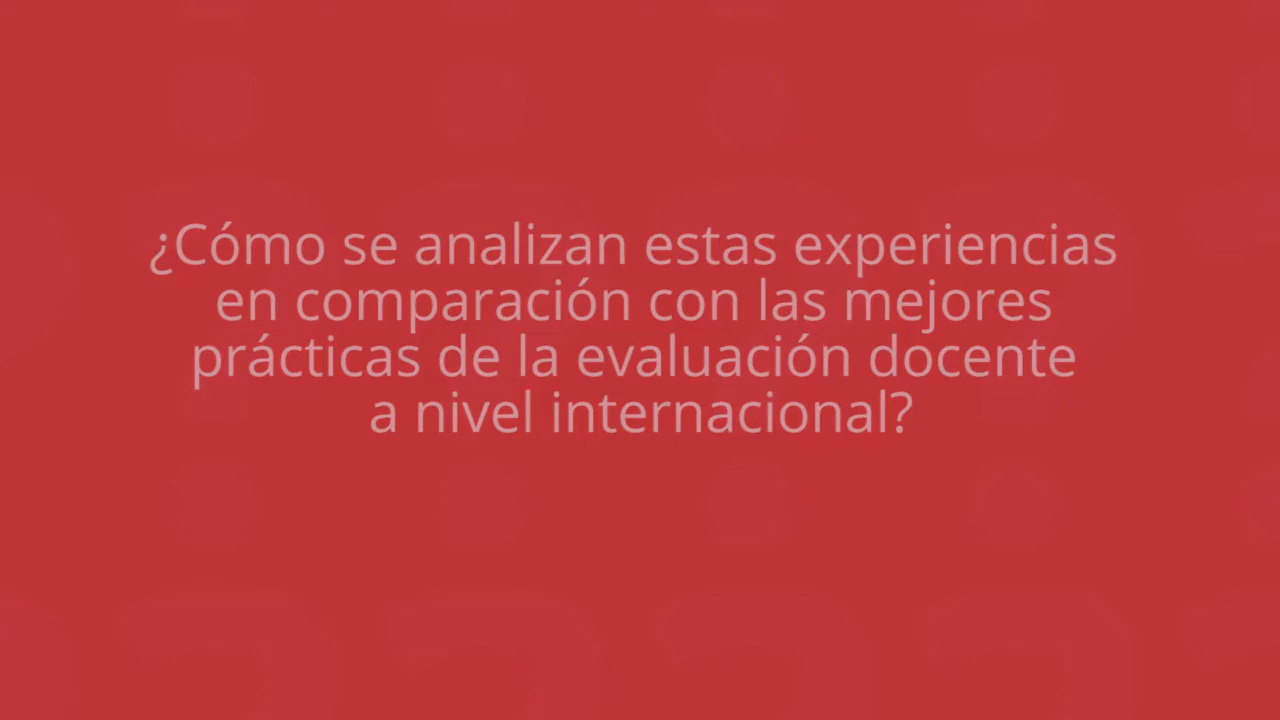 ¿Cómo se analizan estas experiencias
en comparación con las mejores
prácticas de la evaluación docente
a nivel internacional?